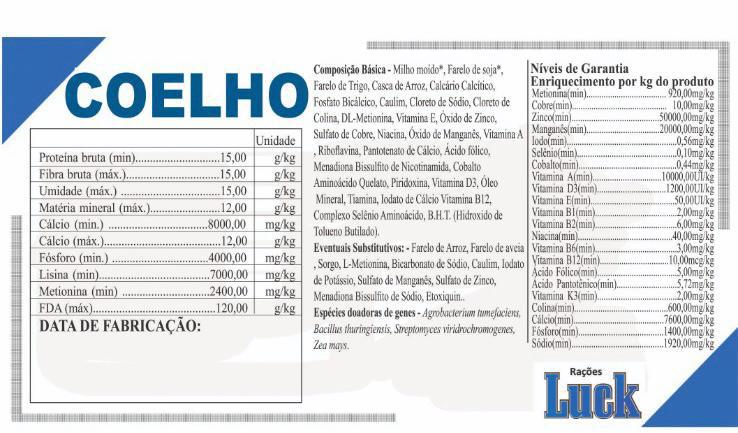 COELHO
Unidade
Proteína bruta (min).....................15,00 g/kg
Fibra bruta (máx.).........................15,00 g/kg
Umidade (máx.) ...........................15,00 g/kg
Matéria mineral (máx.).................12,00 g/kg
Cálcio (min.) ............................8000,00 mg/kg
Cálcio (máx.)................................12,00 g/kg
Fósforo (min.) .........................4000,00 mg/kg
Lisina (min)..............................7000,00 mg/kg
Metionina (min) ......................2400,00 mg/kg
FDA (máx)..................................120,00 g/kg
DATA DE FABRICAÇÃO:
Composição Básica - Milho moído*, Farelo de soja*,
Farelo de Trigo, Casca de Arroz, Calcário Calcítico,
Fosfato Bicálcico, Caulim, Cloreto de Sódio, Cloreto de
Colina, DL-Metionina, Vitamina E, Óxido de Zinco,
Sulfato de Cobre, Niacina, Óxido de Manganês, Vitamina A
, Riboflavina, Pantotenato de Cálcio, Ácido fólico,
Menadiona Bissulfito de Nicotinamida, Cobalto
Aminoácido Quelato, Piridoxina, Vitamina D3, Óleo
Mineral, Tiamina, Iodato de Cálcio Vitamina B12,
Complexo Selênio Aminoácido, B.H.T. (Hidroxido de
Tolueno Butilado).
Eventuais Substitutivos: - Farelo de Arroz, Farelo de aveia
, Sorgo, L-Metionina, Bicarbonato de Sódio, Caulim, Iodato
de Potássio, Sulfato de Manganês, Sulfato de Zinco,
Menadiona Bissulfito de Sódio, Etoxiquin..
Espécies doadoras de genes - Agrobacterium tumefaciens,
Bacillus thuringiensis, Streptomyces viridrochromogenes,
Zea mays.
Níveis de Garantia
Enriquecimento por kg do produto
Metionina(min)........................ 920,00mg/kg
Cobre(min)................................ 10,00mg/kg
Zinco(min)............................50000,00mg/kg
Manganês(min).....................20000,00mg/kg
Iodo(min)....................................0,56mg/kg
Selênio(min)...............................0,10mg/kg
Cobalto(min)..............................0,44mg/kg
Vitamina A(min)...................10000,00UI/kg
Vitamina D3(min)...................1200,00UI/kg
Vitamina E(min).........................50,00UI/kg
Vitamina B1(min)........................2,00mg/kg
Vitamina B2(min)........................6,00mg/kg
Niacina(min)..............................40,00mg/kg
Vitamina B6(min)........................3,00mg/kg
Vitamina B12(min)....................10,00mcg/kg
Ácido Fólico(min).......................5,00mg/kg
Ácido Pantotênico(min)...............5,72mg/kg
Vitamina K3(min)........................2,00mg/kg
Colina(min)..............................600,00mg/kg
Cálcio(min)............................7600,00mg/kg
Fósforo(min)..........................1400,00mg/kg
Sódio(min).............................1920,00mg/kg
Rações
Luck